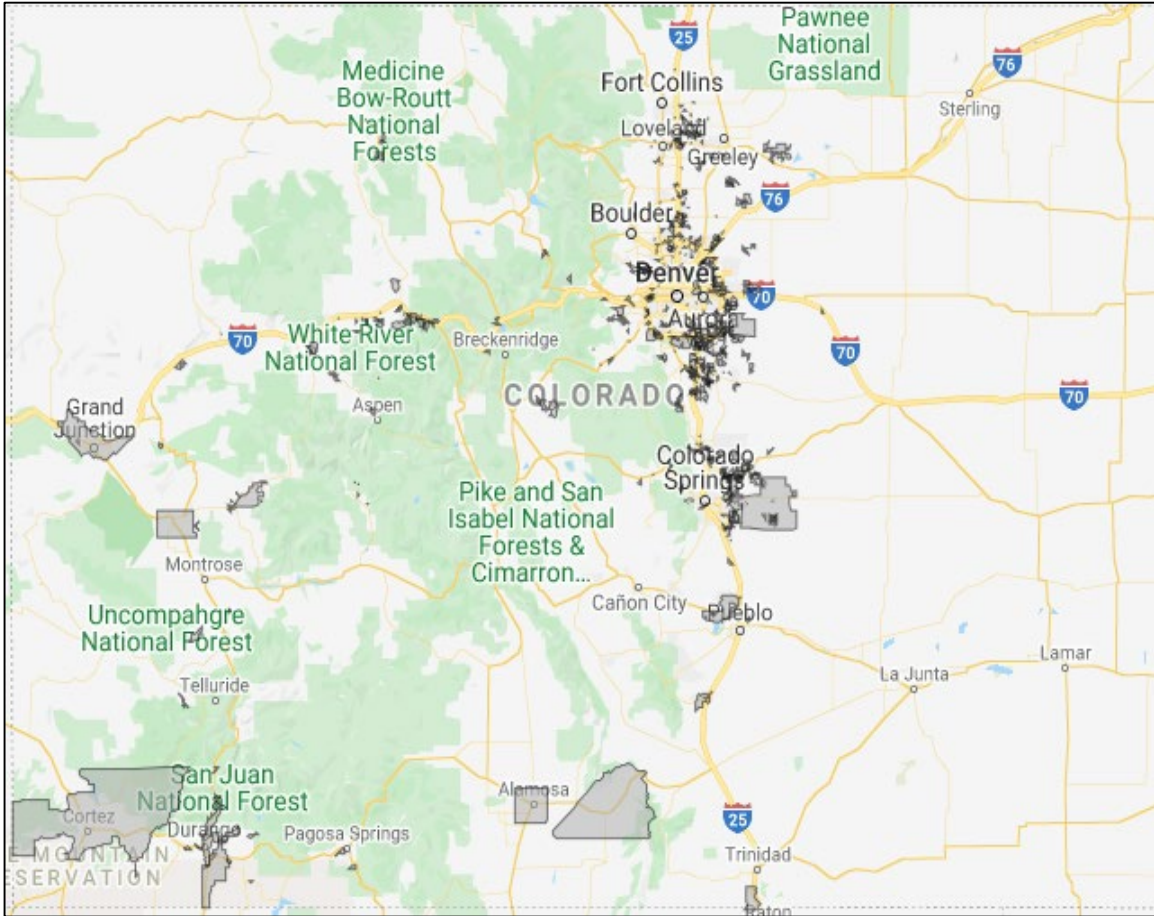 Pawnee
National
Grassland
25
76
Medicine
Bow-Routt
National
Forests
Fort Collins
Sterling
Loveland
Greeley
76
Boulder
Denver
70
Aurora
70
White River
National Forest
Breckenridge
70
COLORADO
70
Aspen
Grand
Junction
Colorado
Springs
Pike and San
Isabel National
Forests &
Cimarron...
Montrose
Cañon City
Pueblo
Uncompahgre
National Forest
Lamar
La Junta
Telluride
San Juan
National Forest
Alamosa
Cortez
25
Durango
Pagosa Springs
E MOUNTAIN
ESERVATION
Trinidad
Raton